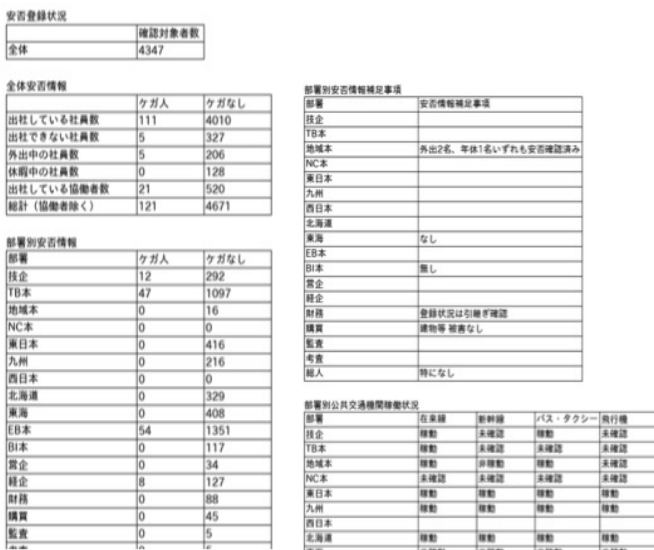 安否登録状況
確認対象者数
全体 4347
全体安否情報
ケガ人 ケガなし
出社している社員数 111 4010
出社できない社員数 5 327
外出中の社員数 5 206
休暇中の社員数 0 128
出社している協働者数 21 520
総計（協働者除く） 121 4671
部署別安否情報
部署 ケガ人 ケガなし
技企 12 292
TB本 47 1097
地域本 0 16
NC本 0 0
東日本 0 416
九州 0 216
西日本 0 0
北海道 0 329
東海 0 408
EB本 54 1351
BI本 0 117
営企 0 34
経企 8 127
財務 0 88
購買 0 45
監査 0 5
部署別安否情報補足事項
部署 安否情報補足事項
技企
TB本
地域本 外出2名、年休1名いずれも安否確認済み
NC本
東日本
九州
西日本
北海道
東海 なし
EB本
BI本 無し
営企
経企
財務 登録状況は引継ぎ確認
購買 建物等 被害なし
監査
考査
総人 特になし
部署別公共交通機関稼働状況
部署 在来線 新幹線 バス・タクシー 飛行機
技企 稼動 未確認 稼動 未確認
TB本 稼動 未確認 未確認 未確認
地域本 稼動 非稼動 稼動 未確認
NC本 未確認 未確認 未確認 未確認
東日本 稼動 稼動 稼動 稼動
九州 稼動 稼動 稼動 稼動
西日本
北海道 稼動 稼動 稼動 稼動